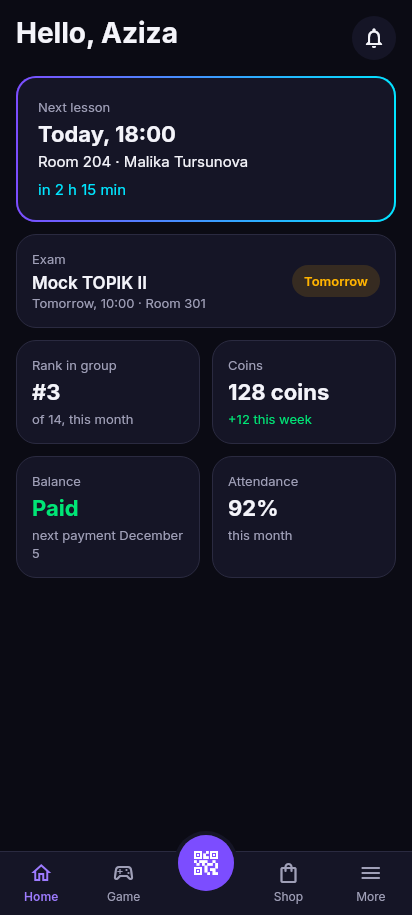 Hello, Aziza
Next lesson
Today, 18:00
Room 204 · Malika Tursunova
in 2 h 15 min
Exam
Mock TOPIK II
Tomorrow, 10:00 · Room 301
Tomorrow
Rank in group
#3
of 14, this month
Coins
128 coins
+12 this week
Balance
Paid
next payment December
5
Attendance
92%
this month
Home
Game
Shop
More